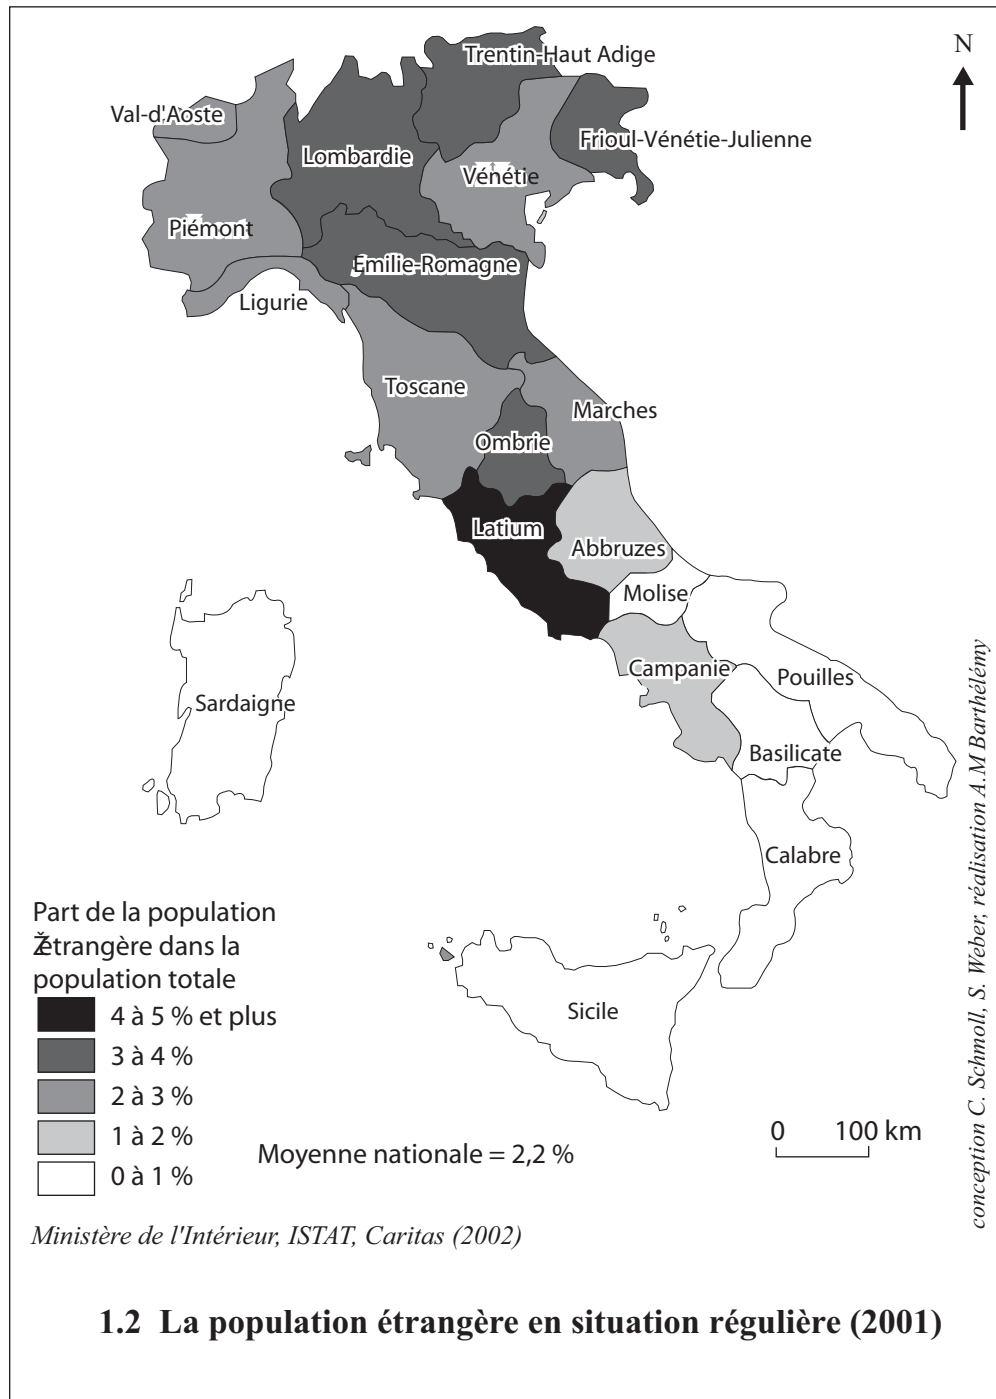 N
Trentin-Haut Adige
Val-d'Aoste
Frioul-Vénétie-Julienne
Lombardie
Vénétie
Piémont
Emilie-Romagne
Ligurie
Toscane
Marches
Ombrie
Latium
Abbruzes
Molise
Campanie
Pouilles
Sardaigne
Basilicate
Calabre
Sicile
Part de la population
Žétrangère dans la
population totale
4 à 5 % et plus
3 à 4 %
2 à 3 %
1 à 2 %
0 à 1 %
Moyenne nationale = 2,2 %
0 100 km
conception C. Schmoll, S. Weber, réalisation A.M Barthélémy
Ministère de l'Intérieur, ISTAT, Caritas (2002)
1.2 La population étrangère en situation régulière (2001)